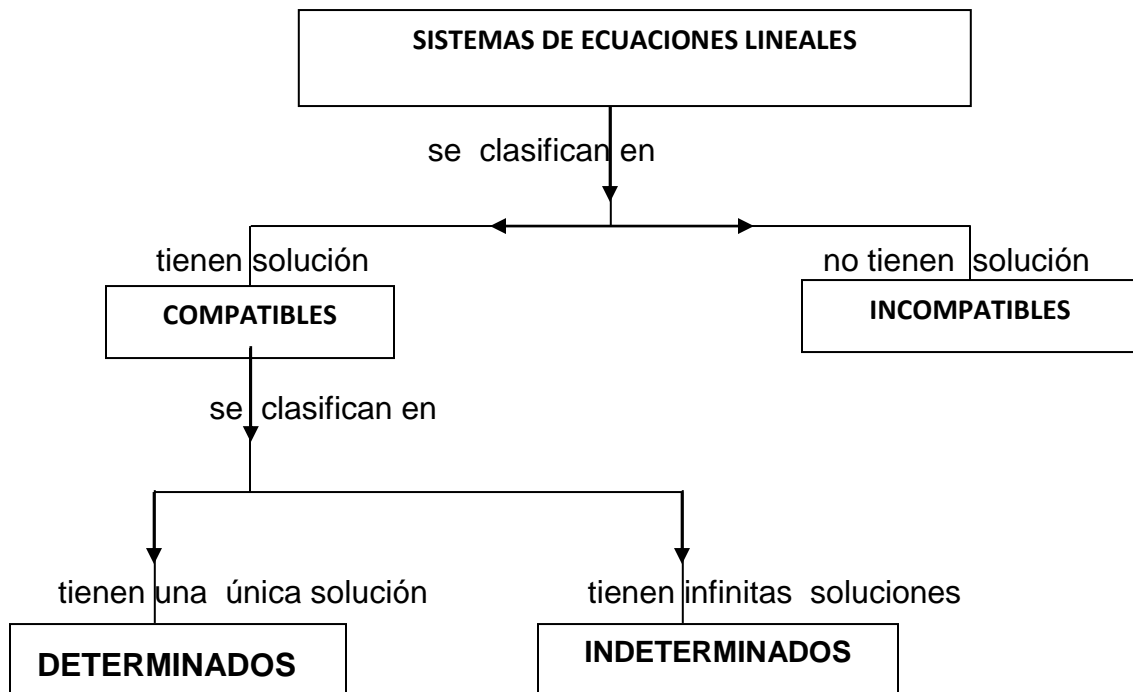 SISTEMAS DE ECUACIONES LINEALES
se clasifican en
tienen solución
no tienen solución
COMPATIBLES
INCOMPATIBLES
se clasifican en
tienen una única solución
tienen infinitas soluciones
DETERMINADOS
INDETERMINADOS